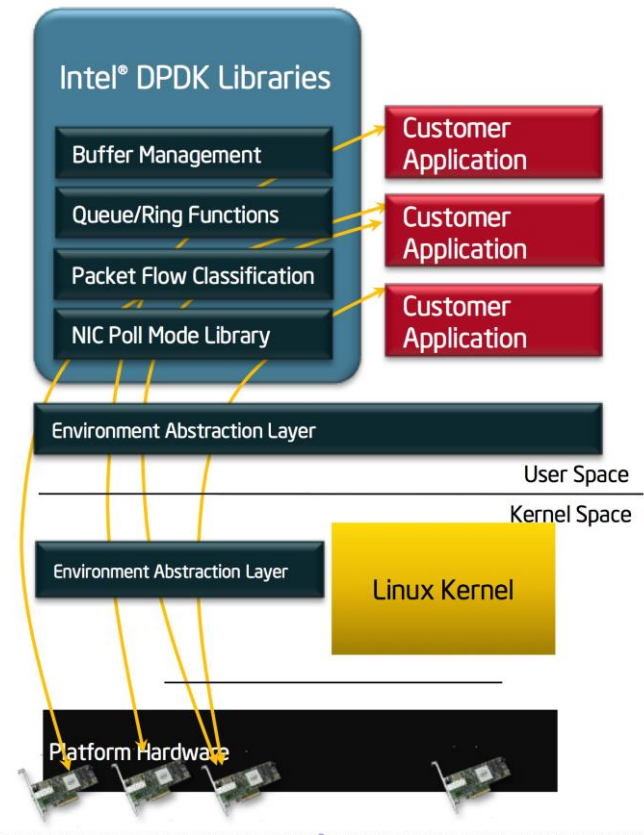 Intel® DPDK Libraries
Buffer Management
Queue/Ring Functions
Packet Flow Classification
NIC Poll Mode Library
Customer
Application
Customer
Application
Customer
Application
Environment Abstraction Layer
User Space
Kernel Space
Environment Abstraction Layer
Linux Kernel
Platform Hardware